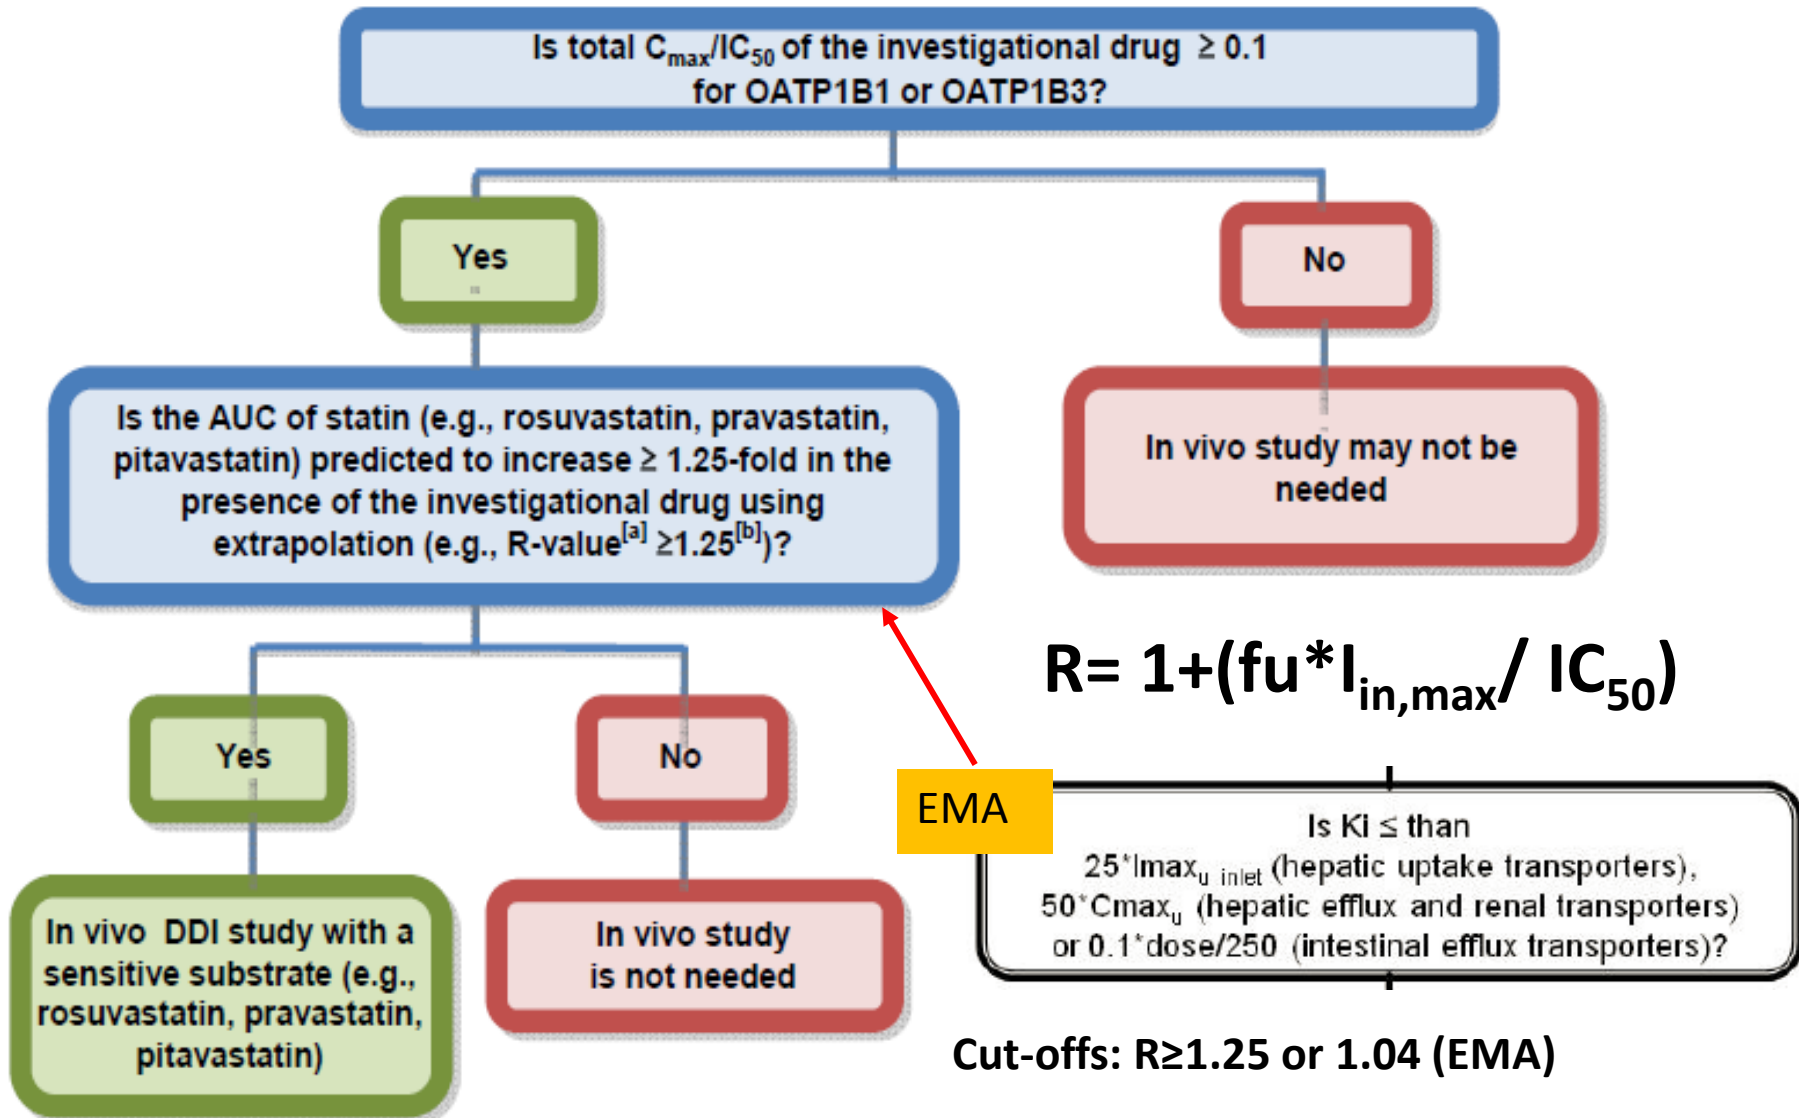 Is total Cmax/IC50 of the investigational drug ≥ 0.1
for OATP1B1 or OATP1B3?
Yes
No
Is the AUC of statin (e.g., rosuvastatin, pravastatin,
pitavastatin) predicted to increase ≥ 1.25-fold in the
presence of the investigational drug using
extrapolation (e.g., R-value[a] ≥1.25[b])?
In vivo study may not be
needed
R= 1+(fu*Iin,max/ IC50)
Yes
No
EMA
Is Ki ≤ than
25*Imaxu inlet (hepatic uptake transporters),
50*Cmaxu (hepatic efflux and renal transporters)
or 0.1*dose/250 (intestinal efflux transporters)?
In vivo DDI study with a
sensitive substrate (e.g.,
rosuvastatin, pravastatin,
pitavastatin)
In vivo study
is not needed
Cut-offs: R≥1.25 or 1.04 (EMA)